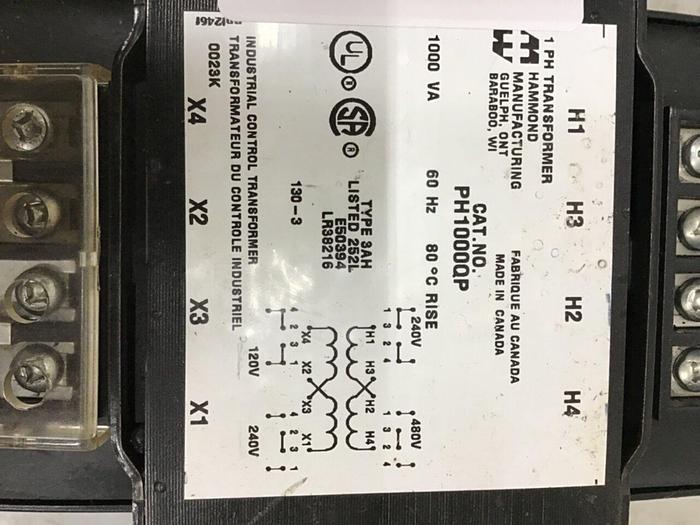 H1 H3 H2 H4
1 PH TRANSFORMER
HAMMOND
MANUFACTURING
GUELPH, ONT
BARABOO, WI
FABRIQUE AU CANADA
MADE IN CANADA
CAT.NO.
PH1000QP
1000 VA 60 Hz 80 °C RISE
240V 480V
1 3 2 4 1 3 2 4
H1 H3 H2 H4
X4 X2 X3 X1
4 2 3 1 4 2 3 1
120V 240V
UL
SA
R
TYPE 3AH
LISTED 252L
E50394
LR38216
130-3
INDUSTRIAL CONTROL TRANSFORMER
TRANSFORMATEUR DU CONTROLE INDUSTRIEL
0023K
X4 X2 X3 X1